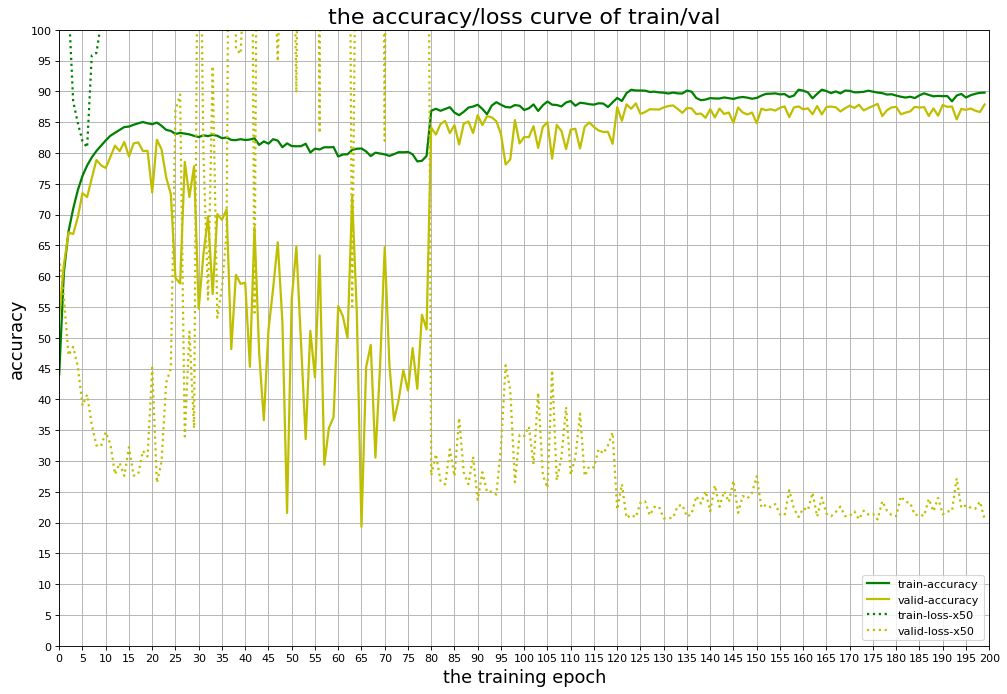 the accuracy/loss curve of train/val
100
95
90
85
80
75
70
65
60
55
50
45
40
35
30
25
20
15
10
5
0
accuracy
train-accuracy
valid-accuracy
train-loss-x50
valid-loss-x50
0 5 10 15 20 25 30 35 40 45 50 55 60 65 70 75 80 85 90 95 100 105 110 115 120 125 130 135 140 145 150 155 160 165 170 175 180 185 190 195 200
the training epoch